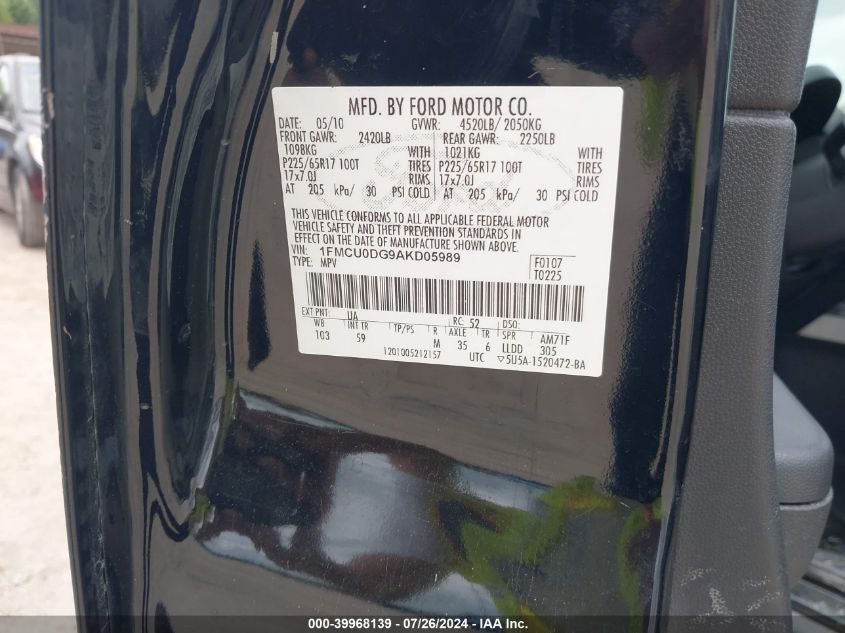 MFD. BY FORD MOTOR CO.
DATE: 05/10 GVWR: 4520LB/ 2050KG
FRONT GAWR: 2420LB REAR GAWR: 2250LB
1098KG WITH 1021KG WITH
P225/65R17 100T TIRES P225/65R17 100T TIRES
17x7.0J RIMS 17x7.0J RIMS
AT 205 kPa/ 30 PSI COLD AT 205 kPa/ 30 PSI COLD
THIS VEHICLE CONFORMS TO ALL APPLICABLE FEDERAL MOTOR
VEHICLE SAFETY AND THEFT PREVENTION STANDARDS IN
EFFECT ON THE DATE OF MANUFACTURE SHOWN ABOVE.
VIN: 1FMCU0DG9AKD05989
TYPE: MPV
F0107
T0225
EXT PNT: UA RC: 52 DSO:
WB INT TR TP/PS R AXLE TR SPR AM71F
103 59 M 35 6 LLDD 305
1201005212157 UTC ▽5U5A-1520472-BA
000-39968139 - 07/26/2024 - IAA Inc.